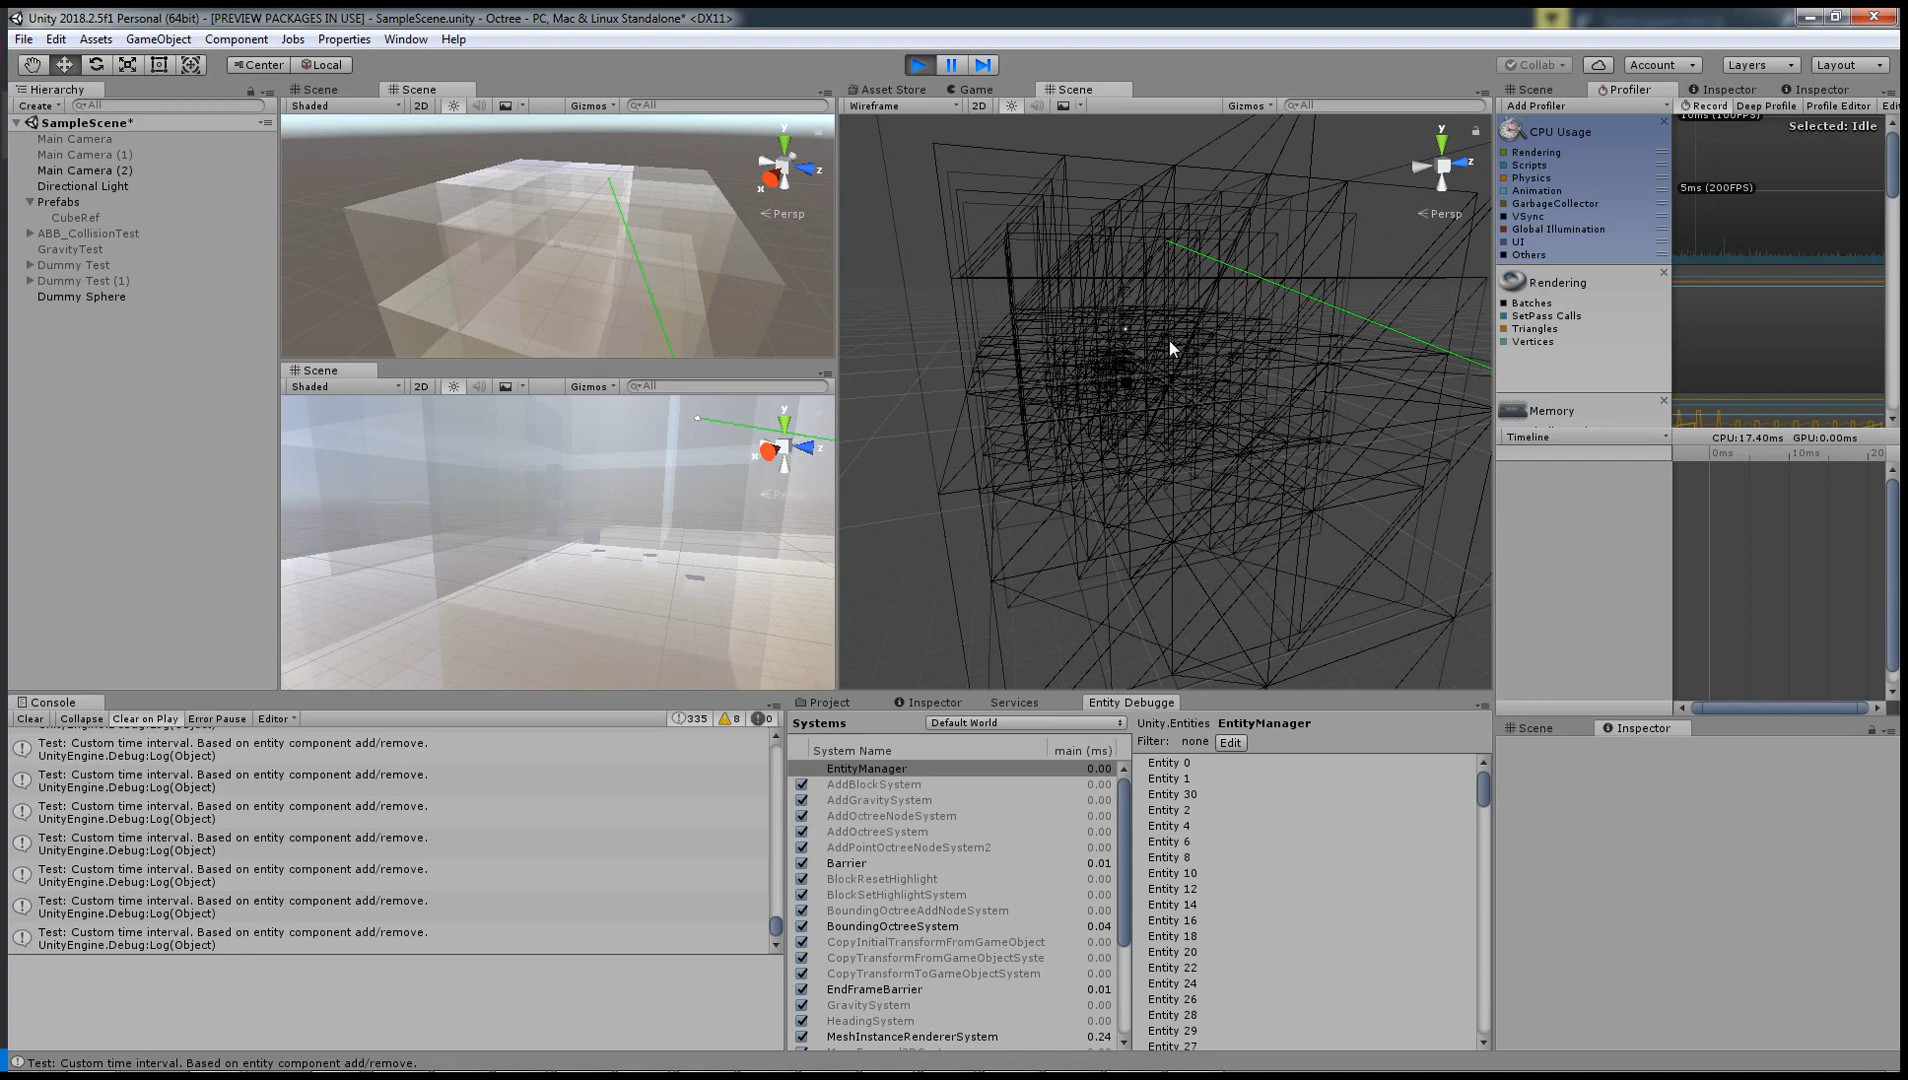 Unity 2018.2.5f1 Personal (64bit) - [PREVIEW PACKAGES IN USE] - SampleScene.unity - Octree - PC, Mac & Linux Standalone* <DX11>
File Edit Assets GameObject Component Jobs Properties Window Help
Center Local
Collab Account Layers Layout
Hierarchy
Create All
SampleScene*
Main Camera
Main Camera (1)
Main Camera (2)
Directional Light
Prefabs
CubeRef
ABB_CollisionTest
GravityTest
Dummy Test
Dummy Test (1)
Dummy Sphere
Scene Scene
Shaded 2D Gizmos All
y
z
x
Persp
Scene
Shaded 2D Gizmos All
y
z
x
Persp
Asset Store Game Scene
Wireframe 2D Gizmos All
y
z
Persp
Scene Profiler Inspector Inspector
Add Profiler Record Deep Profile Profile Editor
10ms (100FPS)
Selected: Idle
5ms (200FPS)
CPU Usage
Rendering
Scripts
Physics
Animation
GarbageCollector
VSync
Global Illumination
UI
Others
Rendering
Batches
SetPass Calls
Triangles
Vertices
Memory
Timeline CPU:17.40ms GPU:0.00ms
0ms 10ms 20
Console
Clear Collapse Clear on Play Error Pause Editor 335 8 0
Test: Custom time interval. Based on entity component add/remove.
UnityEngine.Debug:Log(Object)
Test: Custom time interval. Based on entity component add/remove.
UnityEngine.Debug:Log(Object)
Test: Custom time interval. Based on entity component add/remove.
UnityEngine.Debug:Log(Object)
Test: Custom time interval. Based on entity component add/remove.
UnityEngine.Debug:Log(Object)
Test: Custom time interval. Based on entity component add/remove.
UnityEngine.Debug:Log(Object)
Test: Custom time interval. Based on entity component add/remove.
UnityEngine.Debug:Log(Object)
Test: Custom time interval. Based on entity component add/remove.
UnityEngine.Debug:Log(Object)
Test: Custom time interval. Based on entity component add/remove.
Project Inspector Services Entity Debugge
Systems Default World
System Name main (ms)
EntityManager 0.00
AddBlockSystem 0.00
AddGravitySystem 0.00
AddOctreeNodeSystem 0.00
AddOctreeSystem 0.00
AddPointOctreeNodeSystem2 0.00
Barrier 0.01
BlockResetHighlight 0.00
BlockSetHighlightSystem 0.00
BoundingOctreeAddNodeSystem 0.00
BoundingOctreeSystem 0.04
CopyInitialTransformFromGameObject 0.00
CopyTransformFromGameObjectSyste 0.00
CopyTransformToGameObjectSystem 0.00
EndFrameBarrier 0.01
GravitySystem 0.00
HeadingSystem 0.00
MeshInstanceRendererSystem 0.24
Unity.Entities EntityManager
Filter: none Edit
Entity 0
Entity 1
Entity 30
Entity 2
Entity 4
Entity 6
Entity 8
Entity 10
Entity 12
Entity 14
Entity 16
Entity 18
Entity 20
Entity 22
Entity 24
Entity 26
Entity 28
Entity 29
Entity 27
Scene Inspector